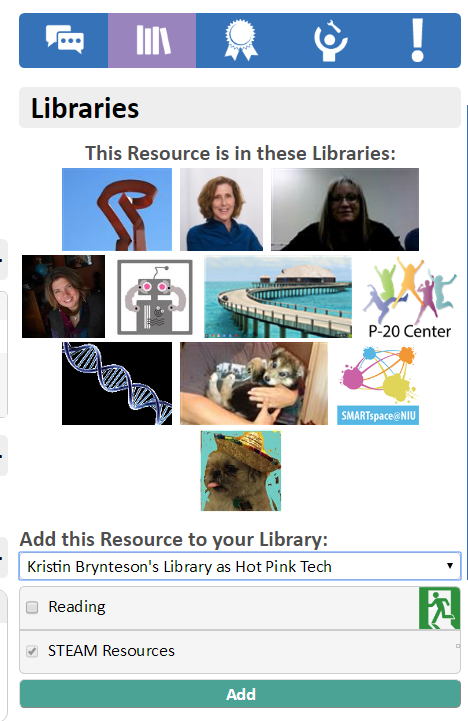 Libraries
This Resource is in these Libraries:
P-20 Center
SMARTspace@NIU
Add this Resource to your Library:
Kristin Brynteson's Library as Hot Pink Tech
Reading
STEAM Resources
Add